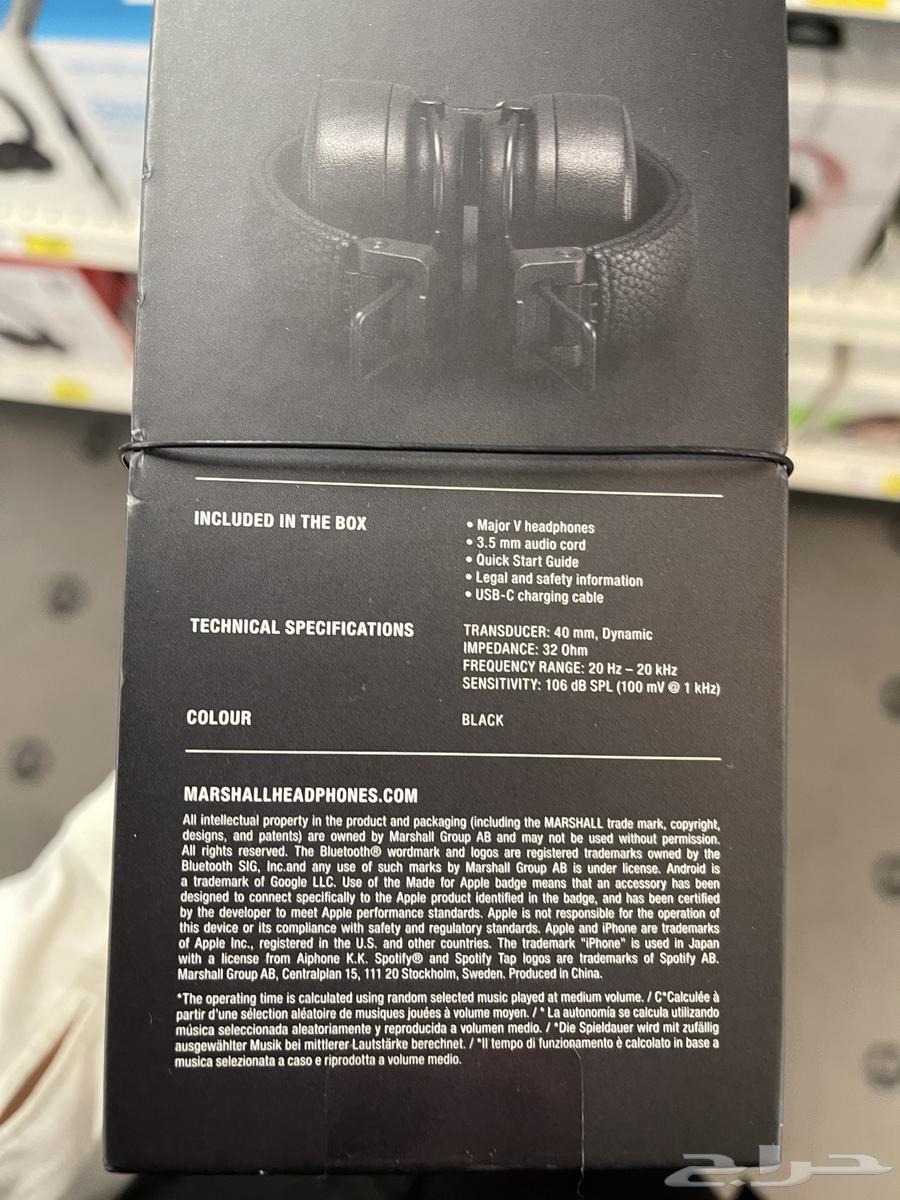 INCLUDED IN THE BOX
• Major V headphones
• 3.5 mm audio cord
• Quick Start Guide
• Legal and safety information
• USB-C charging cable
TECHNICAL SPECIFICATIONS
TRANSDUCER: 40 mm, Dynamic
IMPEDANCE: 32 Ohm
FREQUENCY RANGE: 20 Hz – 20 kHz
SENSITIVITY: 106 dB SPL (100 mV @ 1 kHz)
COLOUR
BLACK
MARSHALLHEADPHONES.COM
All intellectual property in the product and packaging (including the MARSHALL trade mark, copyright,
designs, and patents) are owned by Marshall Group AB and may not be used without permission.
All rights reserved. The Bluetooth® wordmark and logos are registered trademarks owned by the
Bluetooth SIG, Inc.and any use of such marks by Marshall Group AB is under license. Android is
a trademark of Google LLC. Use of the Made for Apple badge means that an accessory has been
designed to connect specifically to the Apple product identified in the badge, and has been certified
by the developer to meet Apple performance standards. Apple is not responsible for the operation of
this device or its compliance with safety and regulatory standards. Apple and iPhone are trademarks
of Apple Inc., registered in the U.S. and other countries. The trademark "iPhone" is used in Japan
with a license from Aiphone K.K. Spotify® and Spotify Tap logos are trademarks of Spotify AB.
Marshall Group AB, Centralplan 15, 111 20 Stockholm, Sweden. Produced in China.
*The operating time is calculated using random selected music played at medium volume. / C*Calculée à
partir d'une sélection aléatoire de musiques jouées à volume moyen. / * La autonomía se calcula utilizando
música seleccionada aleatoriamente y reproducida a volumen medio. / *Die Spieldauer wird mit zufällig
ausgewählter Musik bei mittlerer Lautstärke berechnet. / *Il tempo di funzionamento è calcolato in base a
musica selezionata a caso e riprodotta a volume medio.
حراج